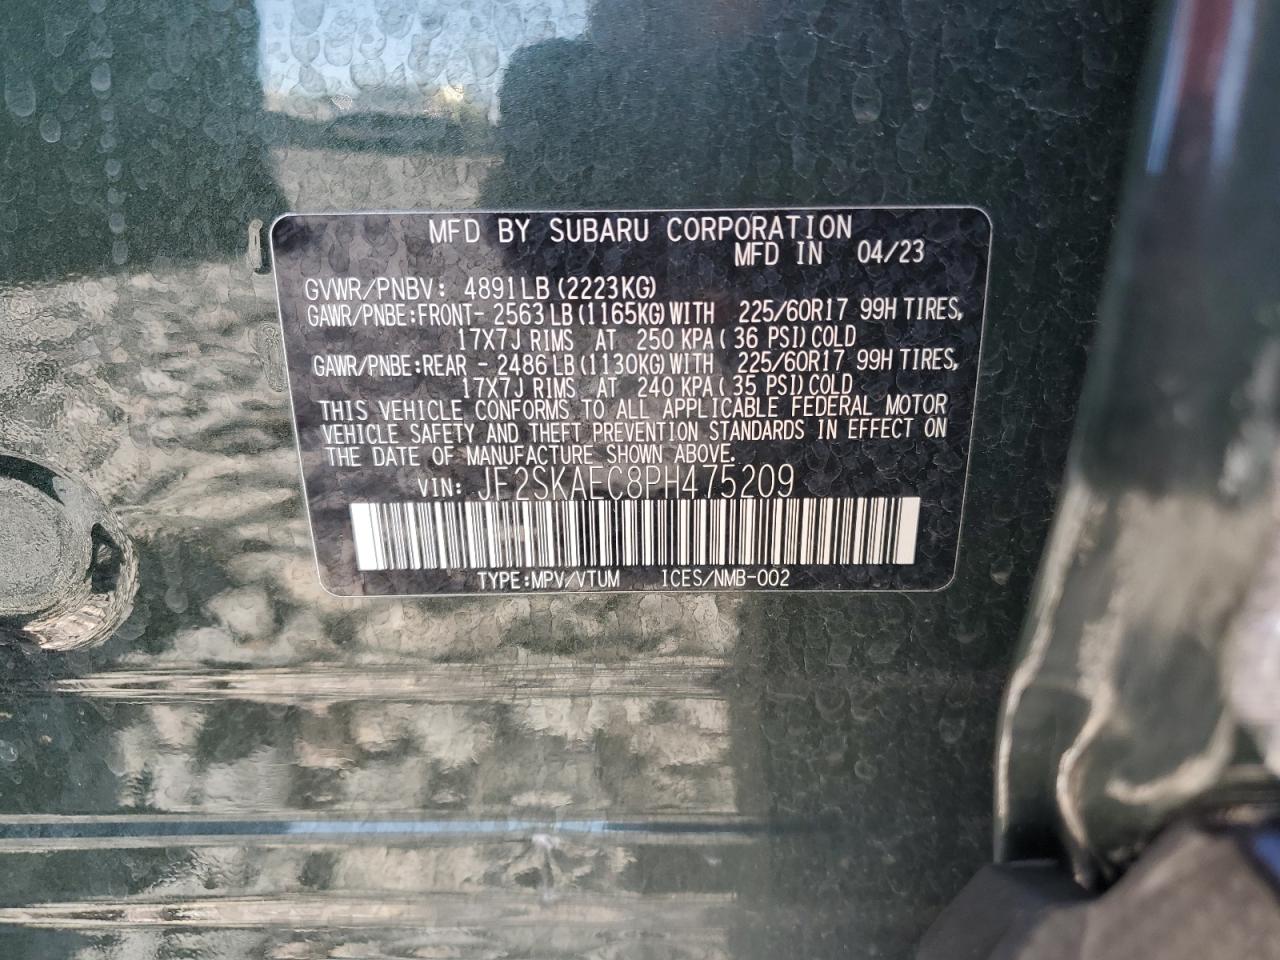 MFD BY SUBARU CORPORATION
MFD IN 04/23
GVWR/PNBV: 4891LB (2223KG)
GAWR/PNBE:FRONT- 2563LB(1165KG)WITH 225/60R17 99H TIRES,
17X7J RIMS AT 250 KPA( 36 PSI)COLD
GAWR/PNBE:REAR - 2486LB(1130KG)WITH 225/60R17 99H TIRES,
17X7J RIMS AT 240 KPA( 35 PSI)COLD
THIS VEHICLE CONFORMS TO ALL APPLICABLE FEDERAL MOTOR
VEHICLE SAFETY AND THEFT PREVENTION STANDARDS IN EFFECT ON
THE DATE OF MANUFACTURE SHOWN ABOVE.
VIN: JF2SKAEC8PH475209
TYPE:MPV/VTUM ICES/NMB-002